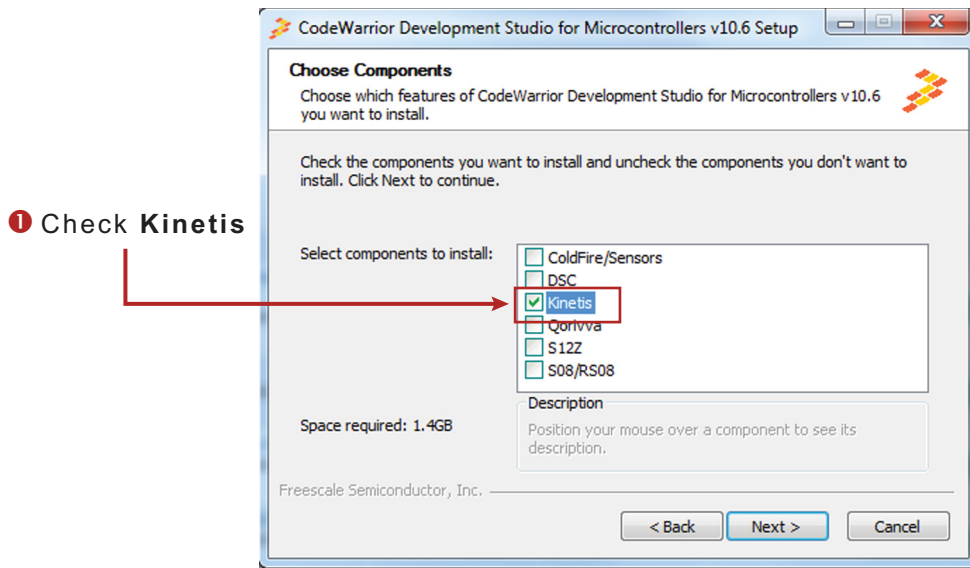 CodeWarrior Development Studio for Microcontrollers v10.6 Setup
Choose Components
Choose which features of CodeWarrior Development Studio for Microcontrollers v10.6
you want to install.
Check the components you want to install and uncheck the components you don't want to
install. Click Next to continue.
❶ Check Kinetis
Select components to install:
ColdFire/Sensors
DSC
Kinetis
Qorivva
S12Z
S08/RS08
Space required: 1.4GB
Description
Position your mouse over a component to see its
description.
Freescale Semiconductor, Inc.
< Back Next > Cancel